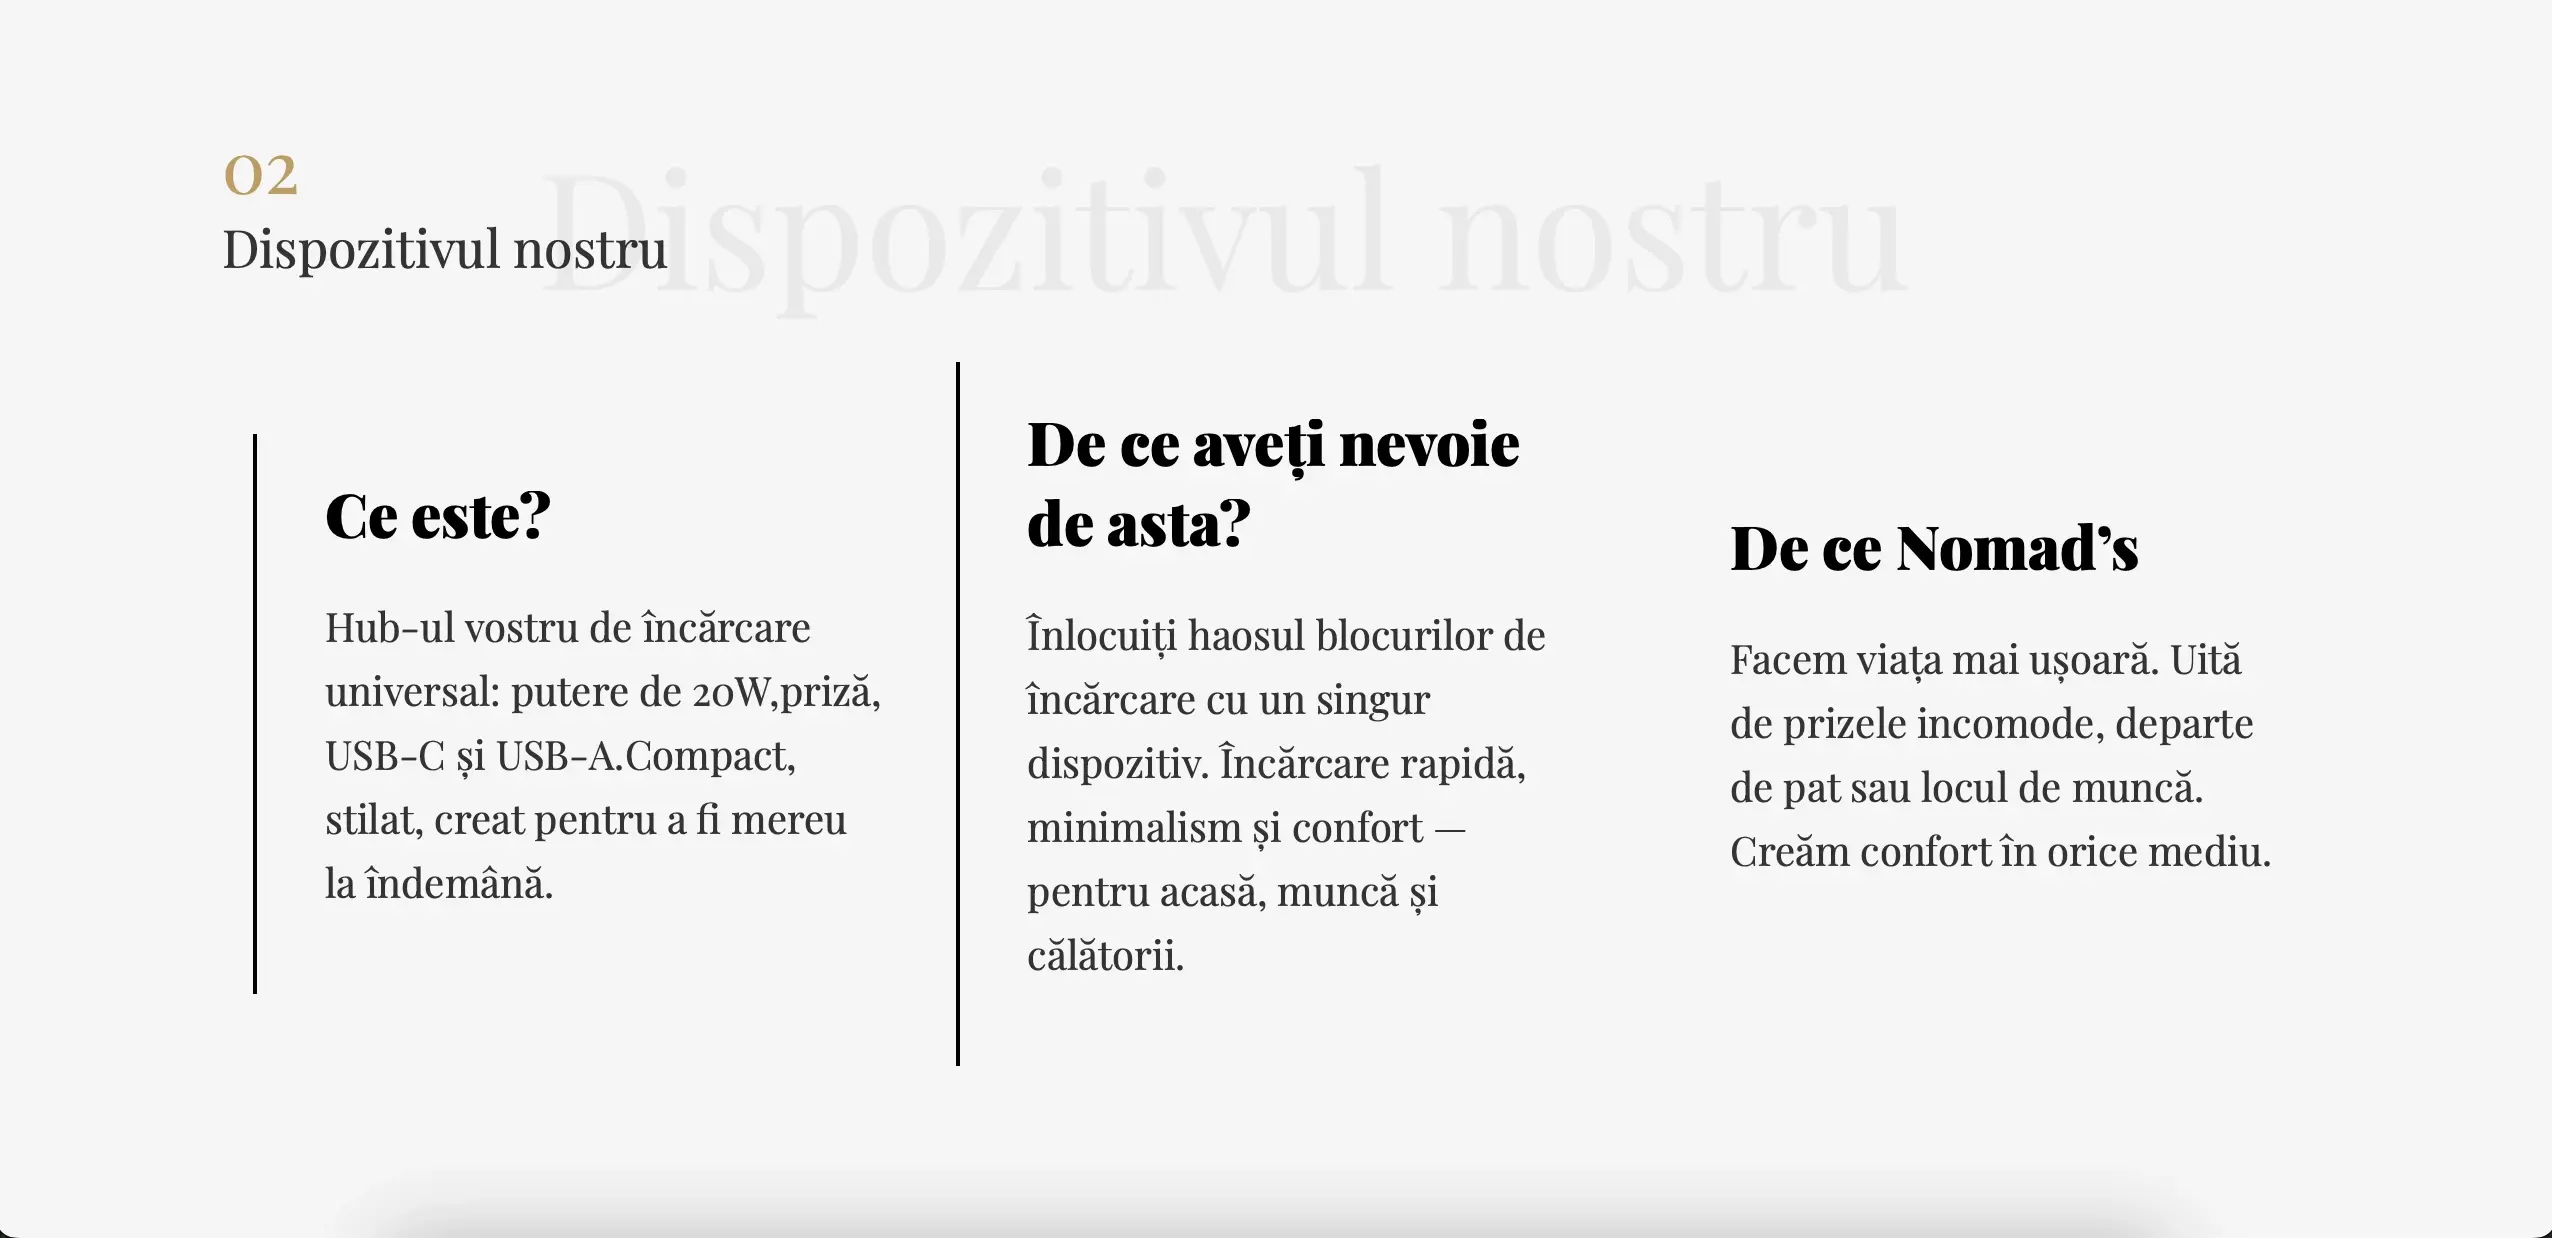 02
Dispozitivul nostru
Dispozitivul nostru
Ce este?
Hub-ul vostru de încărcare
universal: putere de 20W,priză,
USB-C și USB-A.Compact,
stilat, creat pentru a fi mereu
la îndemână.
De ce aveți nevoie
de asta?
Înlocuiți haosul blocurilor de
încărcare cu un singur
dispozitiv. Încărcare rapidă,
minimalism și confort —
pentru acasă, muncă și
călătorii.
De ce Nomad’s
Facem viața mai ușoară. Uită
de prizele incomode, departe
de pat sau locul de muncă.
Creăm confort în orice mediu.